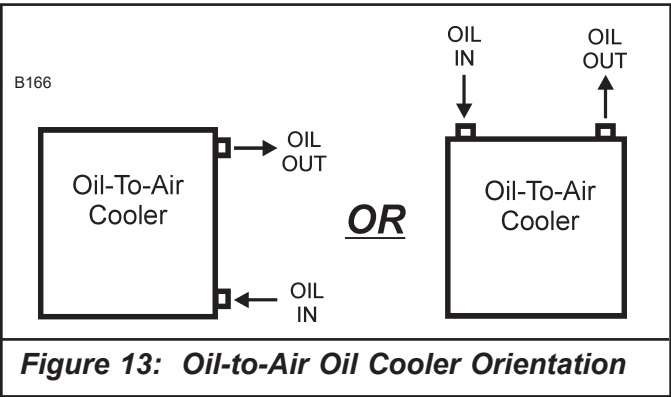 B166
Oil-To-Air
Cooler
OIL
OUT
OIL
IN
OR
OIL
IN
OIL
OUT
Oil-To-Air
Cooler
Figure 13: Oil-to-Air Oil Cooler Orientation